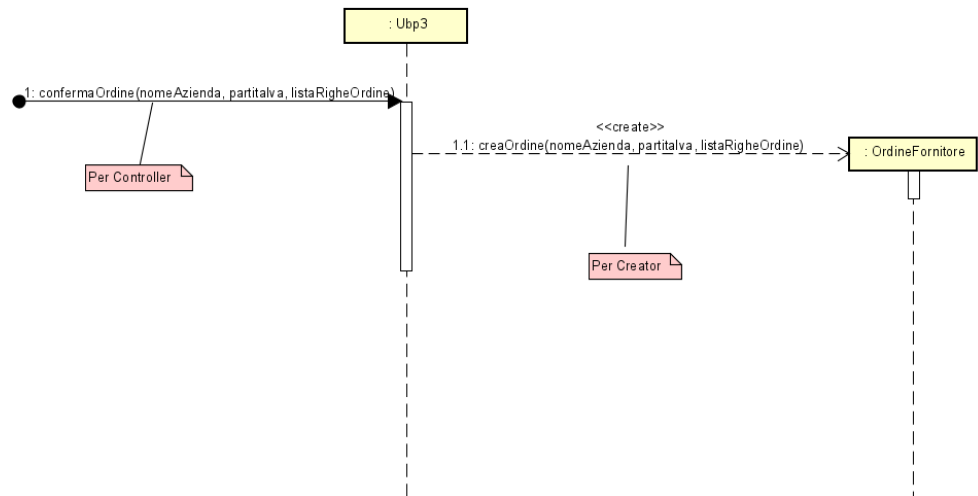 : Ubp3
1: confermaOrdine(nomeAzienda, partitaIva, listaRigheOrdine)
<<create>>
1.1: creaOrdine(nomeAzienda, partitaIva, listaRigheOrdine)
: OrdineFornitore
Per Controller
Per Creator